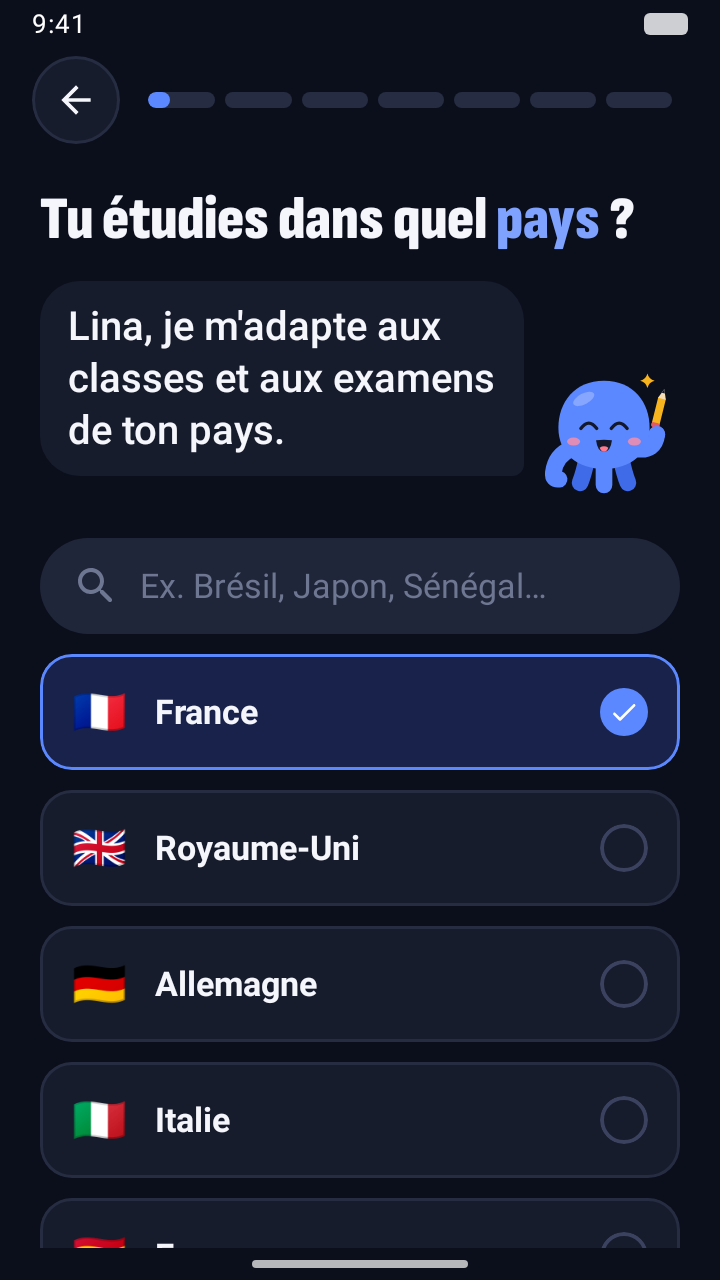 9:41
Tu étudies dans quel pays ?
Lina, je m'adapte aux
classes et aux examens
de ton pays.
Ex. Brésil, Japon, Sénégal…
France
Royaume-Uni
Allemagne
Italie